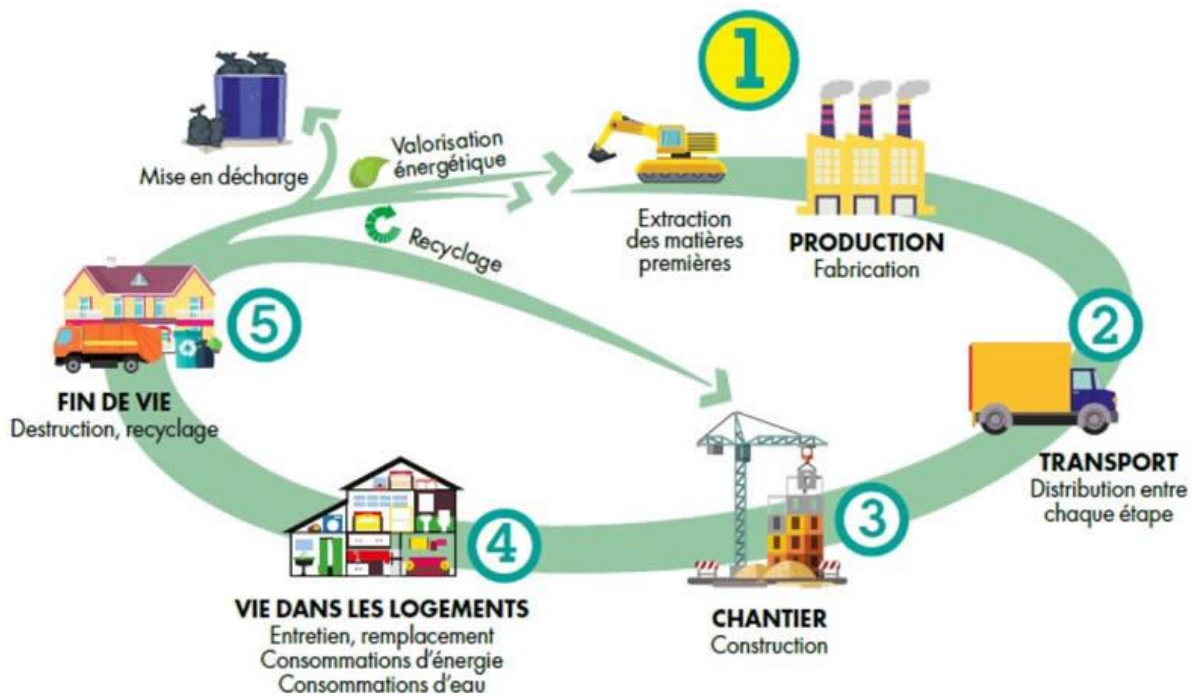 1
Extraction
des matières
premières
PRODUCTION
Fabrication
2
TRANSPORT
Distribution entre
chaque étape
3
CHANTIER
Construction
4
VIE DANS LES LOGEMENTS
Entretien, remplacement
Consommations d'énergie
Consommations d'eau
5
FIN DE VIE
Destruction, recyclage
Mise en décharge
Valorisation
énergétique
Recyclage